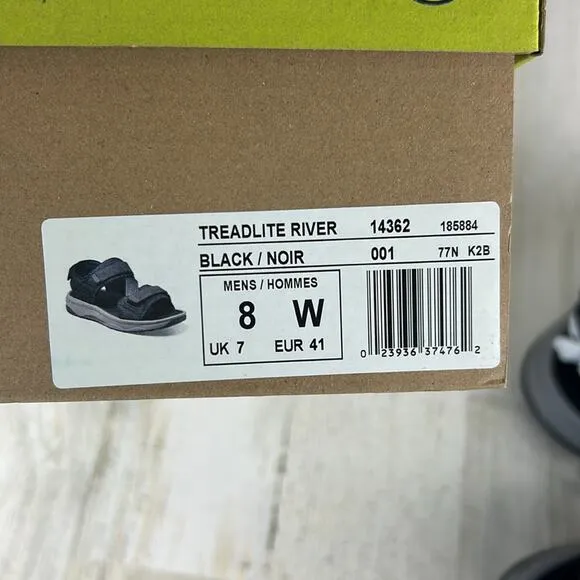 TREADLITE RIVER 14362 185884
BLACK / NOIR 001 77N K2B
MENS / HOMMES
8 W
UK 7 EUR 41
0 23936 37476 2